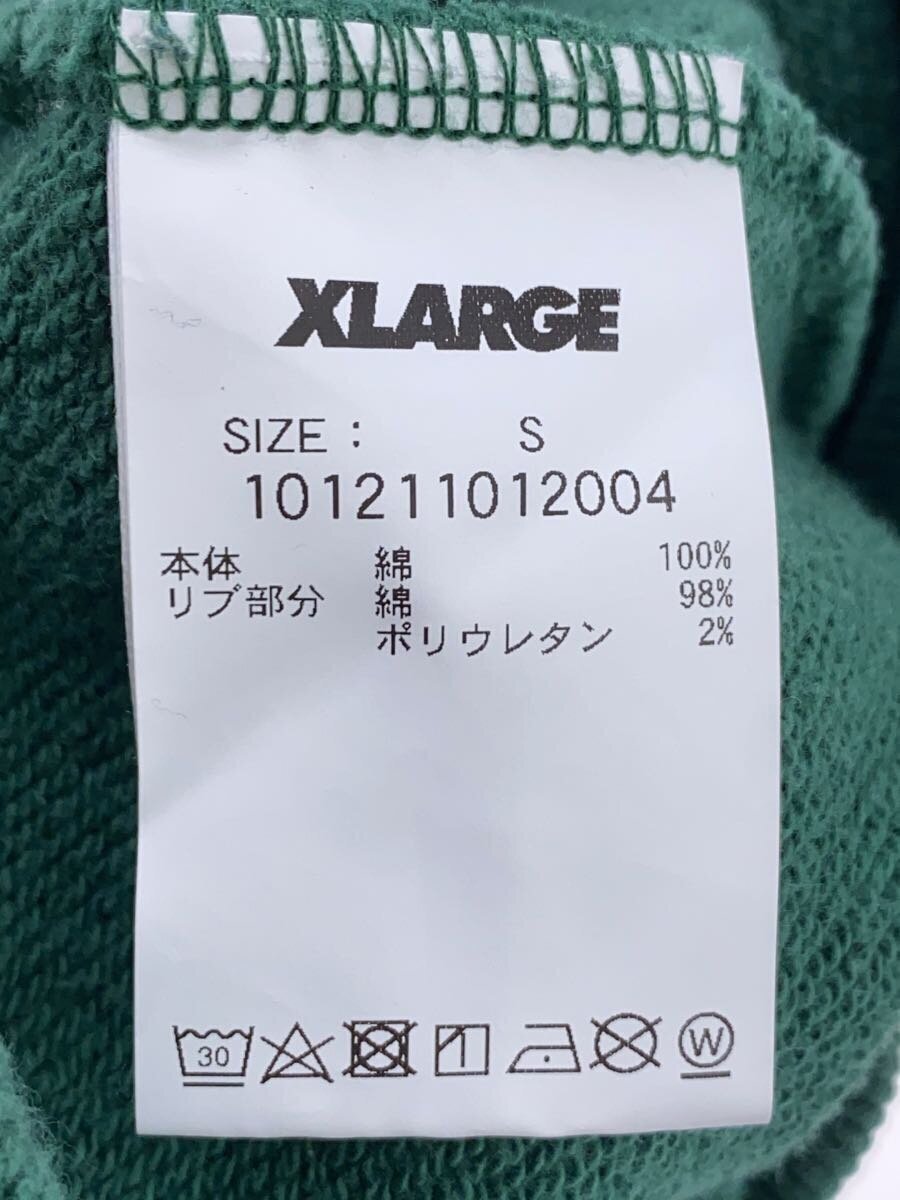 XLARGE
SIZE : S
101211012004
本体 綿 100%
リブ部分 綿 98%
ポリウレタン 2%
30 W